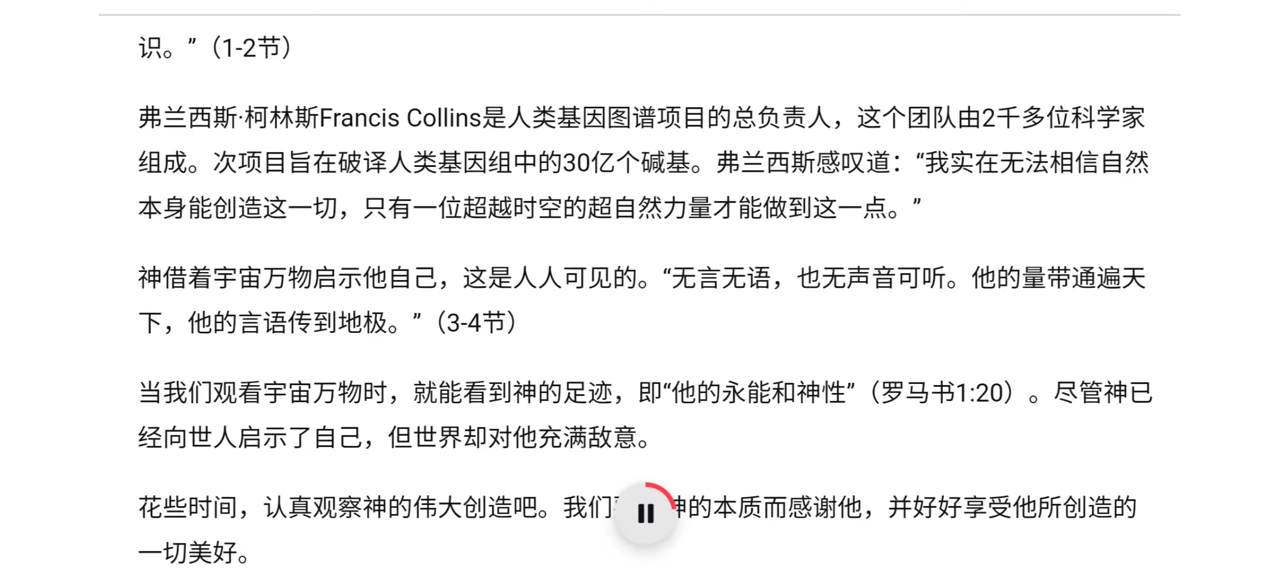 识。”（1-2节）
弗兰西斯·柯林斯Francis Collins是人类基因图谱项目的总负责人，这个团队由2千多位科学家
组成。次项目旨在破译人类基因组中的30亿个碱基。弗兰西斯感叹道：“我实在无法相信自然
本身能创造这一切，只有一位超越时空的超自然力量才能做到这一点。”
神借着宇宙万物启示他自己，这是人人可见的。“无言无语，也无声音可听。他的量带通遍天
下，他的言语传到地极。”（3-4节）
当我们观看宇宙万物时，就能看到神的足迹，即“他的永能和神性”（罗马书1:20）。尽管神已
经向世人启示了自己，但世界却对他充满敌意。
花些时间，认真观察神的伟大创造吧。我们 神的本质而感谢他，并好好享受他所创造的
一切美好。